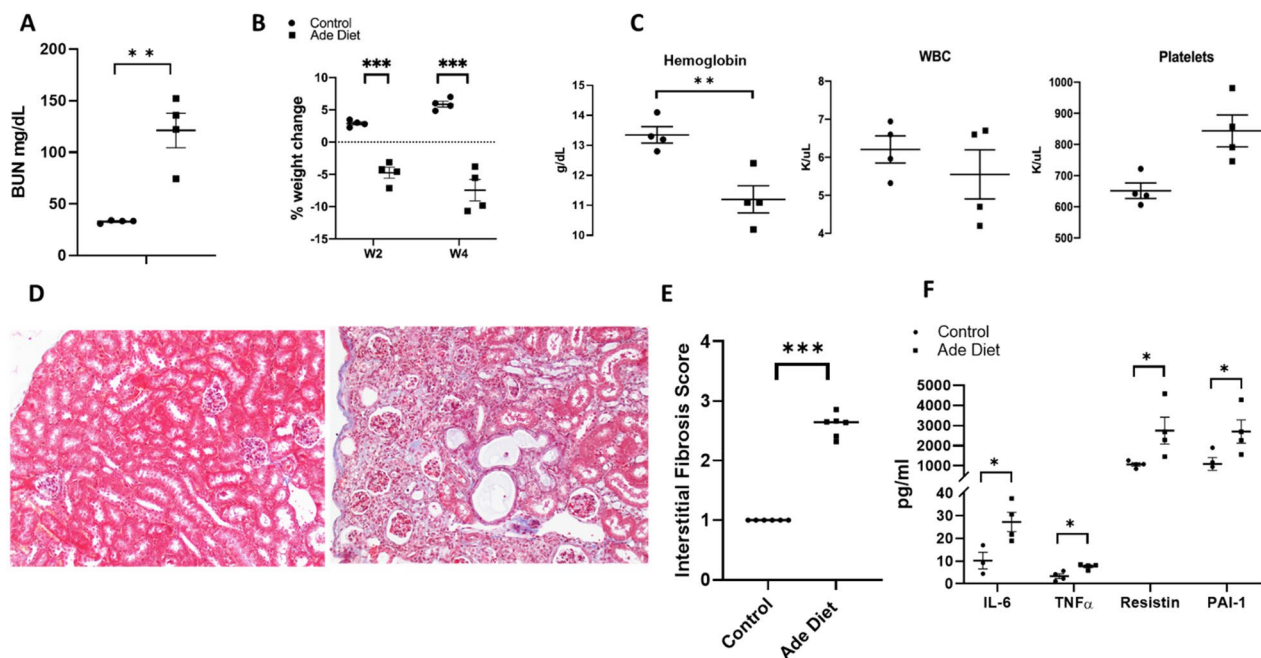 A
BUN mg/dL
200
150
100
50
0
**
B
Control
Ade Diet
% weight change
10
5
0
-5
-10
-15
***
***
W2
W4
C
Hemoglobin
g/dL
15
14
13
12
11
10
**
WBC
K/uL
8
7
6
5
4
Platelets
K/uL
1000
900
800
700
600
500
D
E
Interstitial Fibrosis Score
4
3
2
1
0
***
Control
Ade Diet
F
Control
Ade Diet
pg/ml
5000
4000
3000
2000
1000
40
30
20
10
0
*
*
*
*
IL-6
TNFα
Resistin
PAI-1